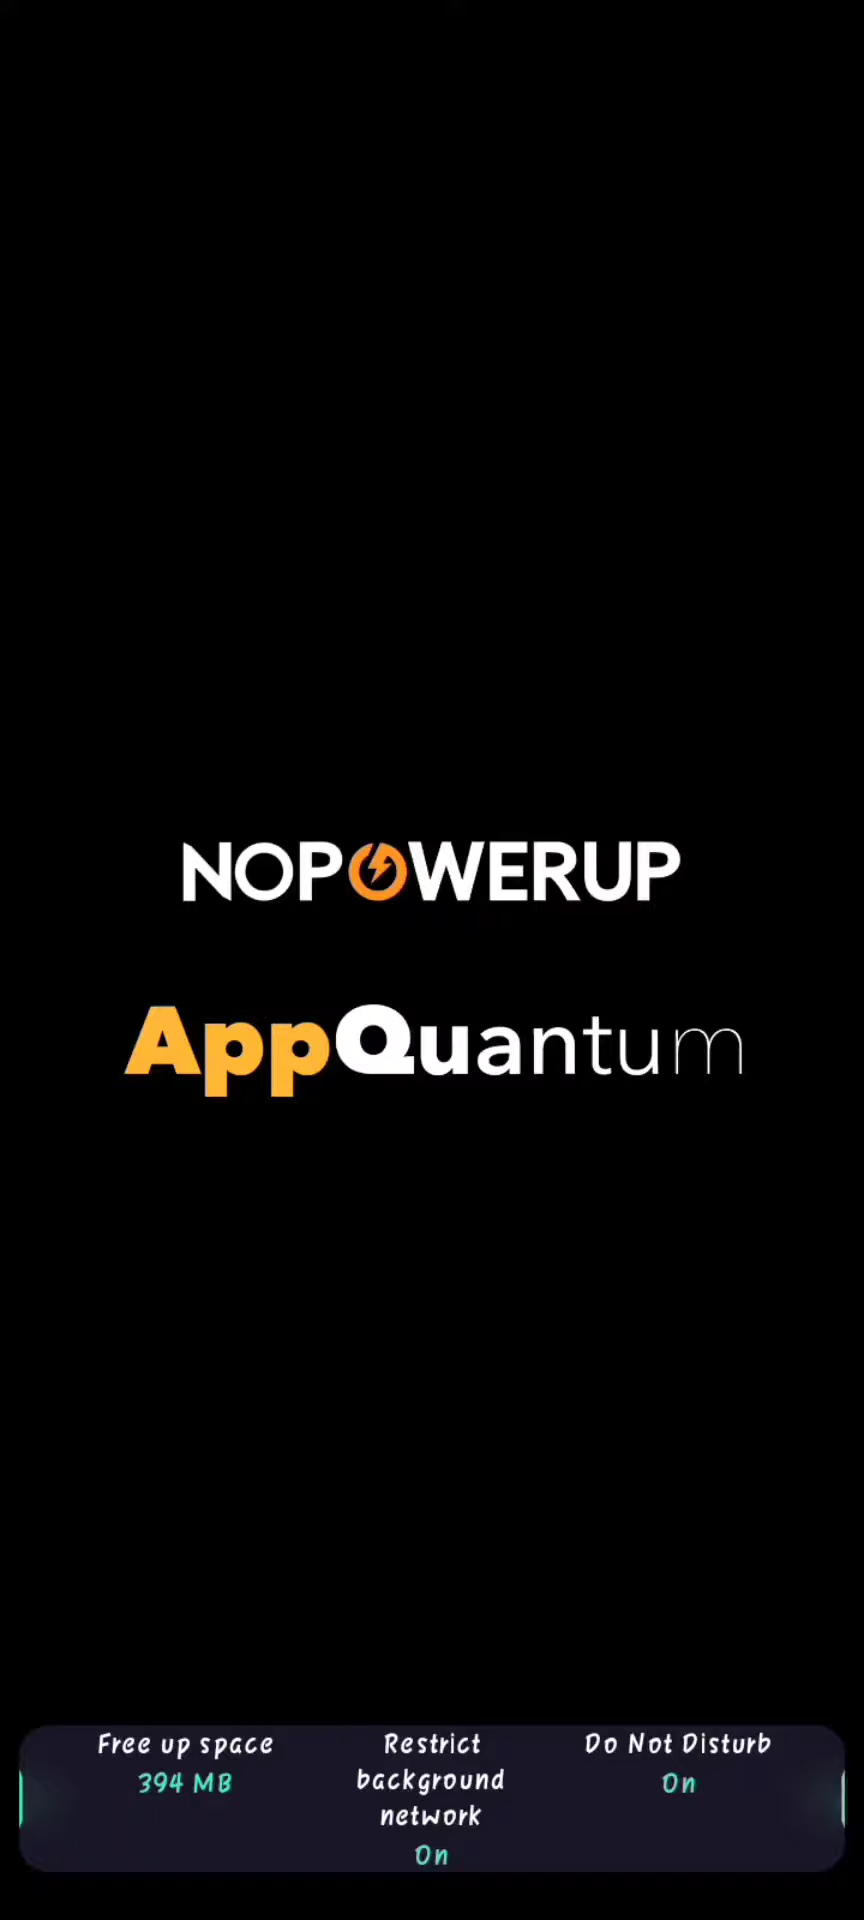 NOPOWERUP
AppQuantum
Free up space
394 MB
Restrict
background
network
On
Do Not Disturb
On